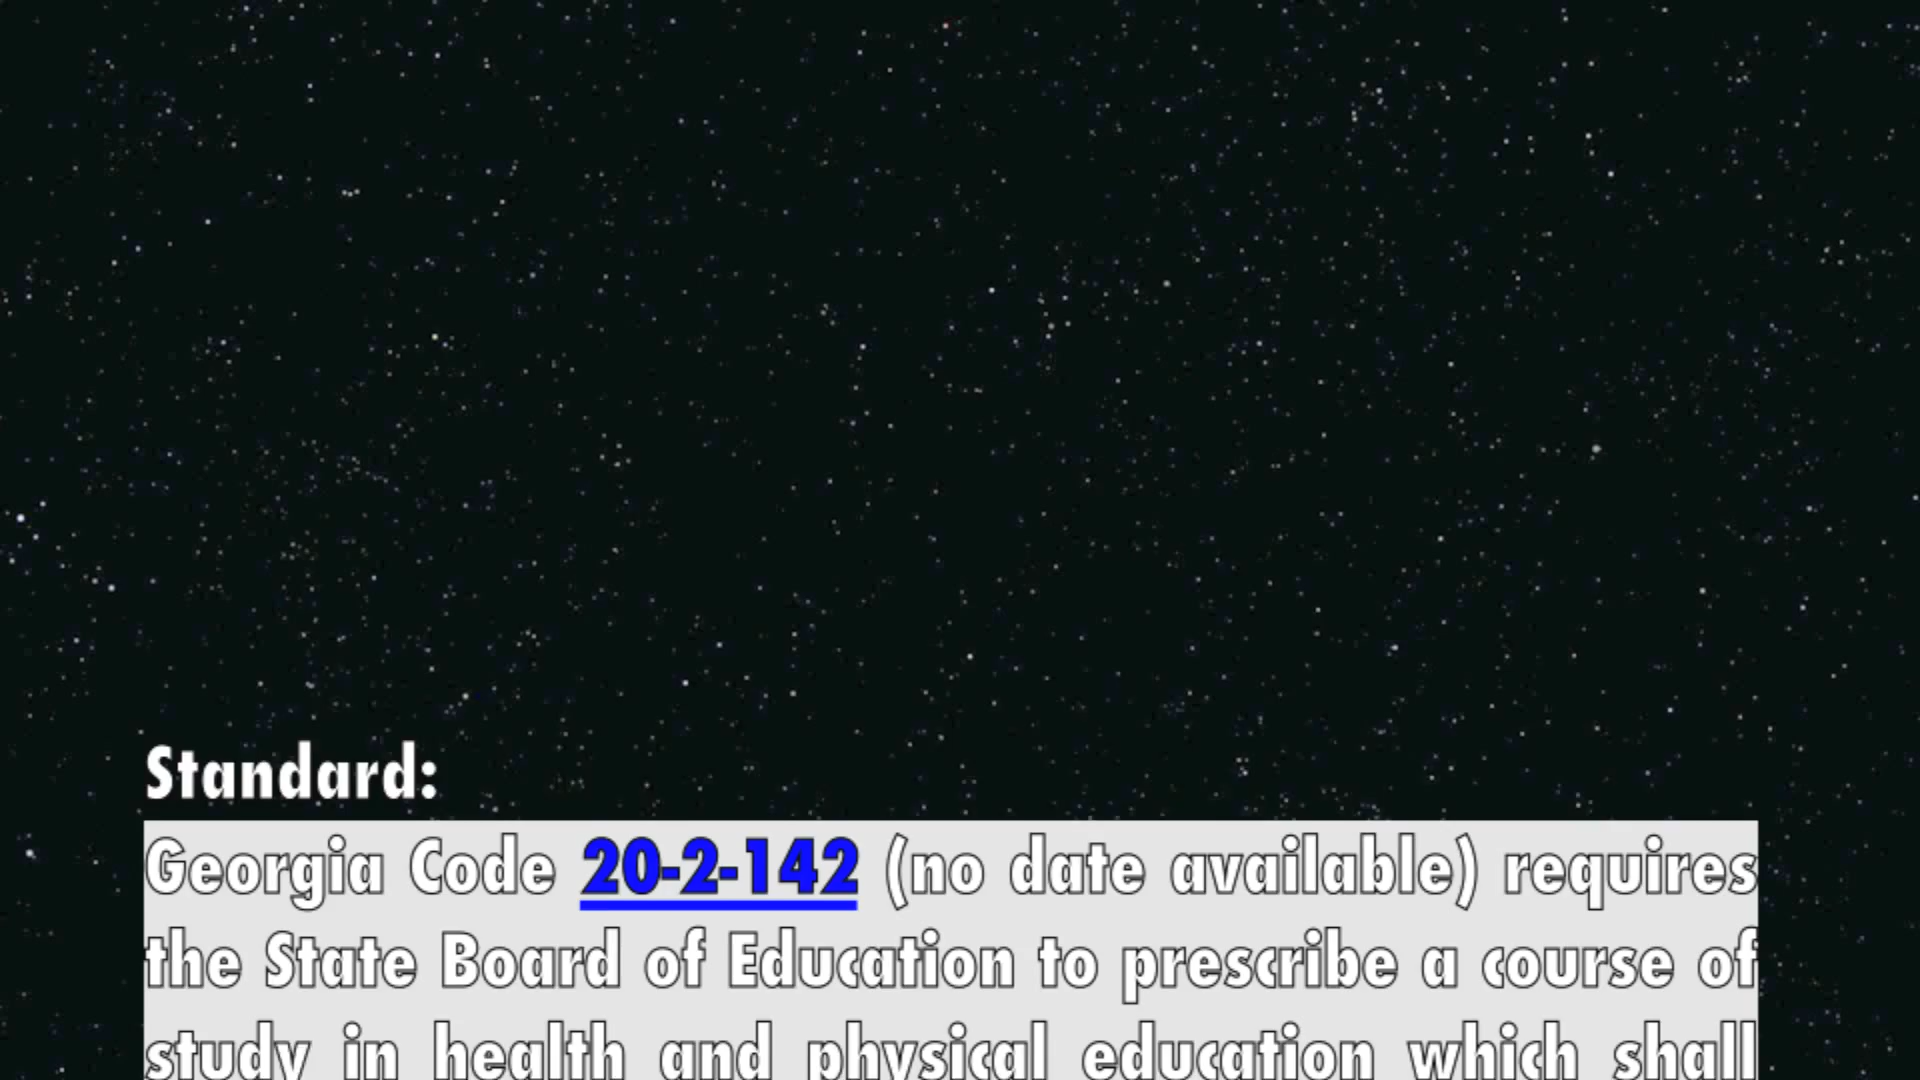 Standard:
Georgia Code 20-2-142 (no date available) requires
the State Board of Education to prescribe a course of
study in health and physical education which shall